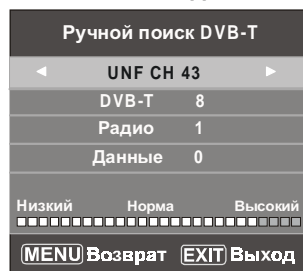 Ручной поиск DVB-T
UNF CH 43
DVB-T 8
Радио 1
Данные 0
Низкий Норма Высокий
MENU Возврат EXIT Выход